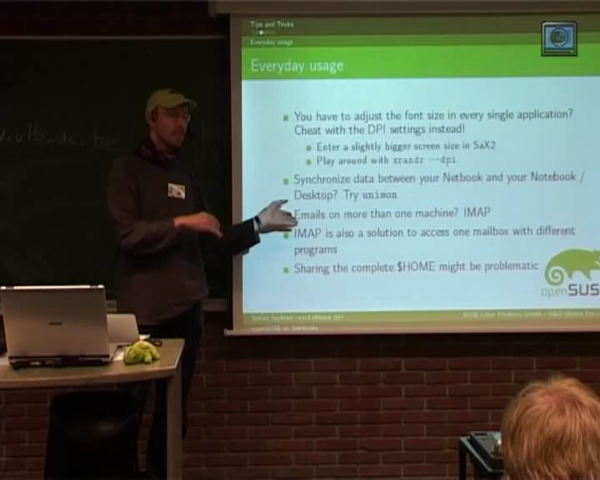 Tips and Tricks
Everyday usage
Everyday usage
You have to adjust the font size in every single application?
Cheat with the DPI settings instead!
Enter a slightly bigger screen size in SaX2
Play around with xrandr --dpi
Synchronize data between your Netbook and your Notebook /
Desktop? Try unison
Emails on more than one machine? IMAP
IMAP is also a solution to access one mailbox with different
programs
Sharing the complete $HOME might be problematic
openSUS